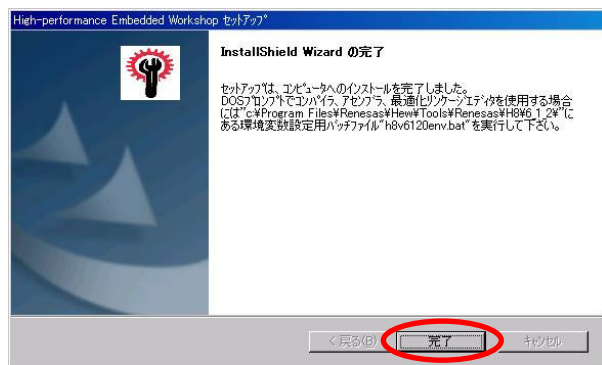 High-performance Embedded Workshop ｾｯﾄｱｯﾌﾟ
InstallShield Wizard の完了
ｾｯﾄｱｯﾌﾟは、ｺﾝﾋﾟｭｰﾀへのｲﾝｽﾄｰﾙを完了しました。
DOSﾌﾟﾛﾝﾌﾟﾄでｺﾝﾊﾟｲﾗ、ｱｾﾝﾌﾞﾗ、最適化ﾘﾝｹｰｼﾞｴﾃﾞｨﾀを使用する場合
には"c:¥Program Files¥Renesas¥Hew¥Tools¥Renesas¥H8¥6_1_2¥"に
ある環境変数設定用ﾊﾞｯﾁﾌｧｲﾙ"h8v6120env.bat"を実行して下さい。
< 戻る(B)
完了
ｷｬﾝｾﾙ